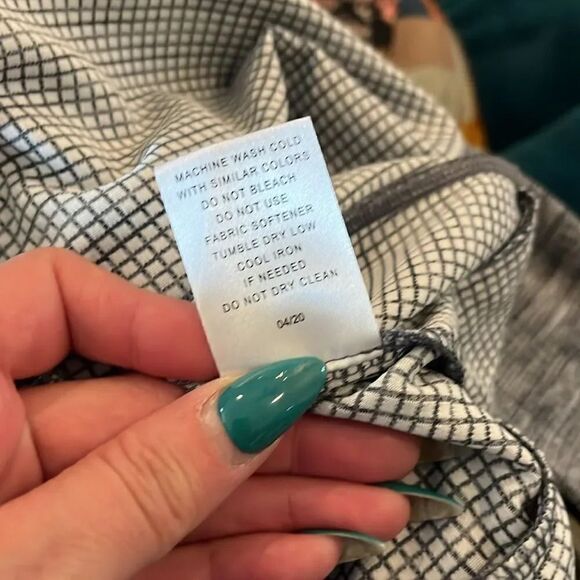 MACHINE WASH COLD
WITH SIMILAR COLORS
DO NOT BLEACH
DO NOT USE
FABRIC SOFTENER
TUMBLE DRY LOW
COOL IRON
IF NEEDED
DO NOT DRY CLEAN
04/20